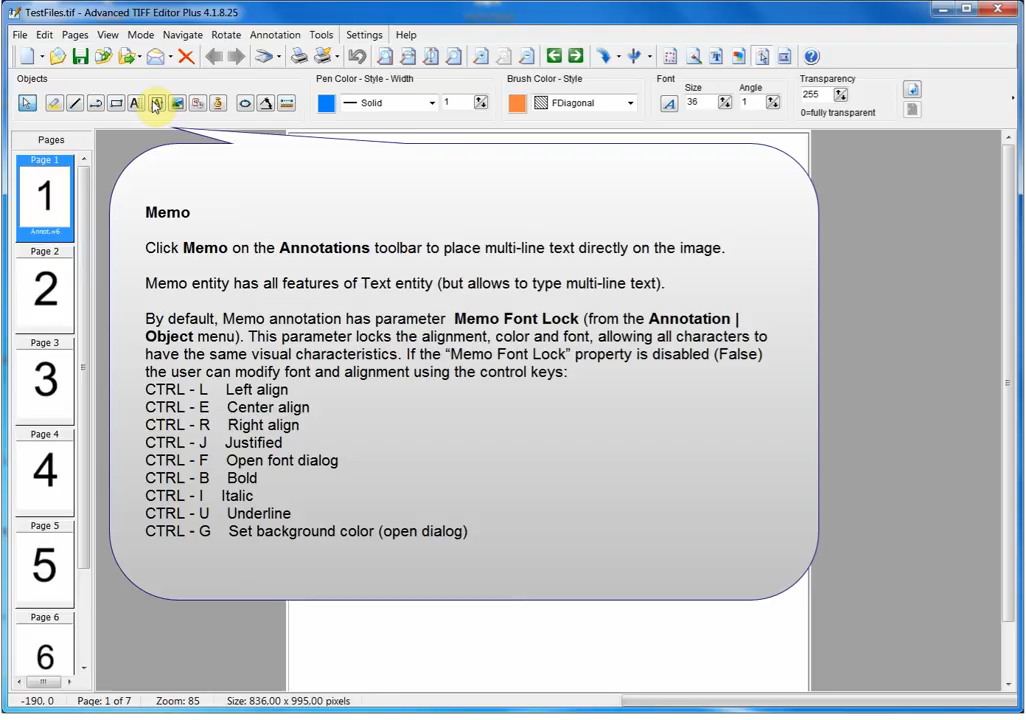 TestFiles.tif - Advanced TIFF Editor Plus 4.1.8.25
File Edit Pages View Mode Navigate Rotate Annotation Tools Settings Help
Objects Pen Color - Style - Width Brush Color - Style Font Size Angle Transparency
Solid 1 FDiagonal 36 1 255
0=fully transparent
Pages
Page 1
1
Annot.=6
Page 2
2
Page 3
3
Page 4
4
Page 5
5
Page 6
6
Memo
Click Memo on the Annotations toolbar to place multi-line text directly on the image.
Memo entity has all features of Text entity (but allows to type multi-line text).
By default, Memo annotation has parameter Memo Font Lock (from the Annotation |
Object menu). This parameter locks the alignment, color and font, allowing all characters to
have the same visual characteristics. If the “Memo Font Lock” property is disabled (False)
the user can modify font and alignment using the control keys:
CTRL - L Left align
CTRL - E Center align
CTRL - R Right align
CTRL - J Justified
CTRL - F Open font dialog
CTRL - B Bold
CTRL - I Italic
CTRL - U Underline
CTRL - G Set background color (open dialog)
-190, 0 Page: 1 of 7 Zoom: 85 Size: 836.00 x 995.00 pixels